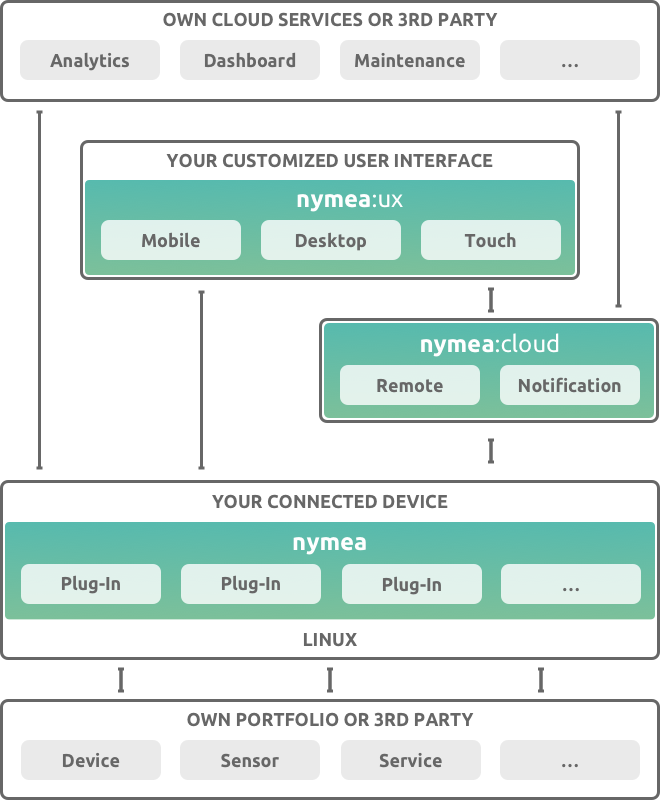 OWN CLOUD SERVICES OR 3RD PARTY
Analytics Dashboard Maintenance ...
YOUR CUSTOMIZED USER INTERFACE
nymea:ux
Mobile Desktop Touch
nymea:cloud
Remote Notification
YOUR CONNECTED DEVICE
nymea
Plug-In Plug-In Plug-In ...
LINUX
OWN PORTFOLIO OR 3RD PARTY
Device Sensor Service ...